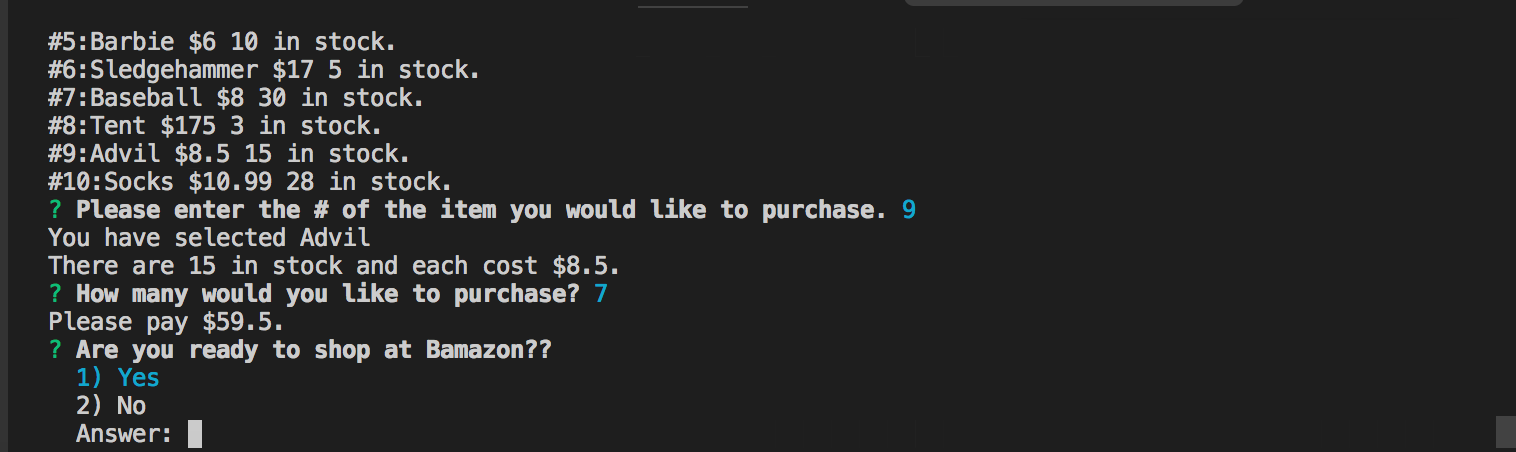 #5:Barbie $6 10 in stock.
#6:Sledgehammer $17 5 in stock.
#7:Baseball $8 30 in stock.
#8:Tent $175 3 in stock.
#9:Advil $8.5 15 in stock.
#10:Socks $10.99 28 in stock.
? Please enter the # of the item you would like to purchase. 9
You have selected Advil
There are 15 in stock and each cost $8.5.
? How many would you like to purchase? 7
Please pay $59.5.
? Are you ready to shop at Bamazon??
1) Yes
2) No
Answer: